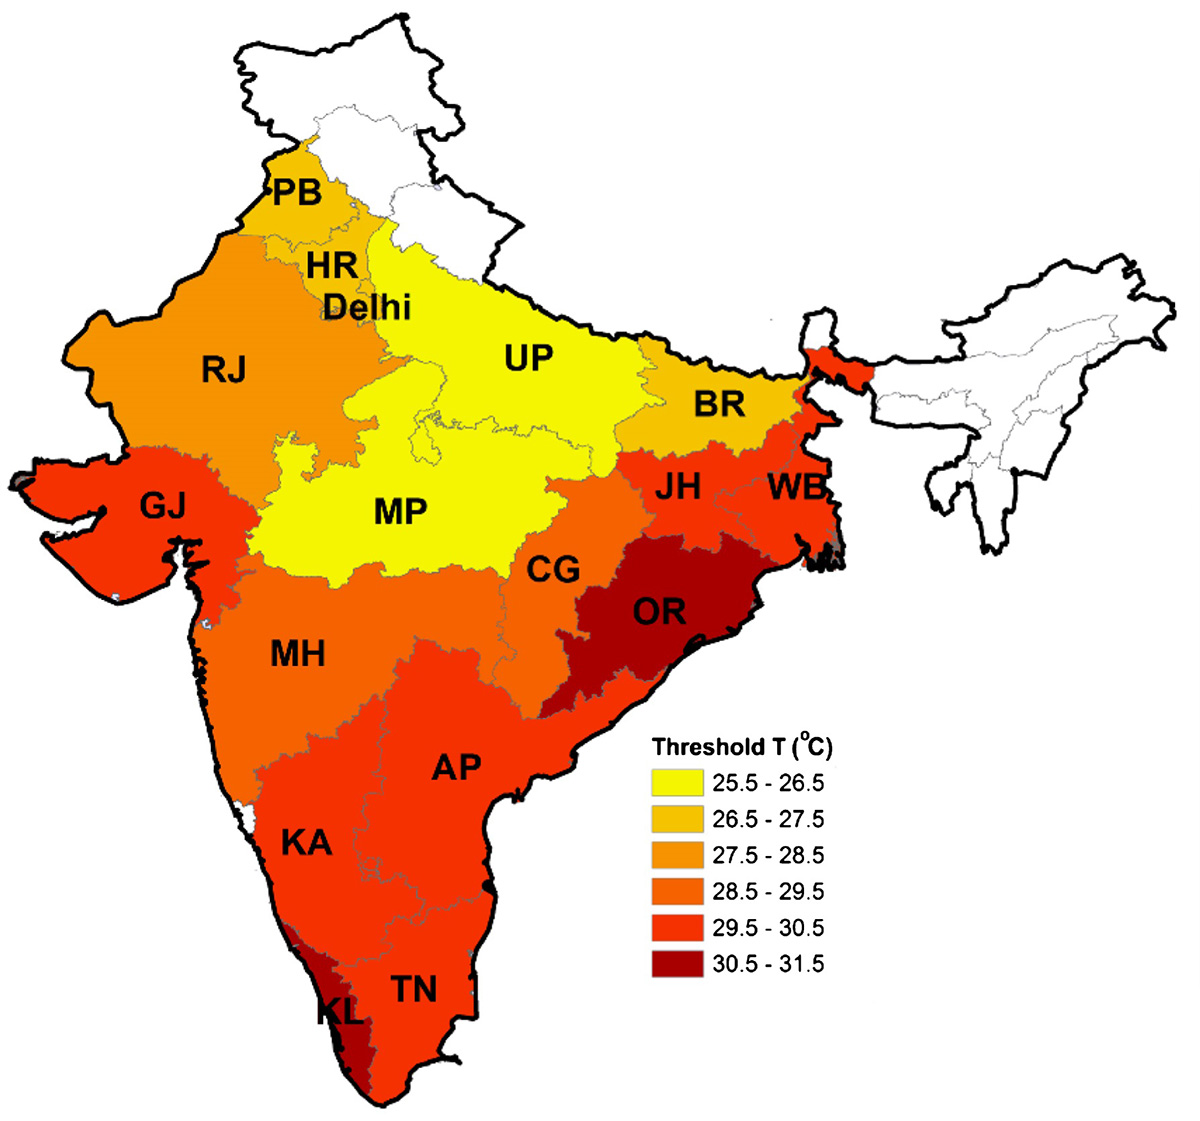 PB
HR
Delhi
RJ
UP
BR
GJ
MP
JH
WB
CG
OR
MH
AP
KA
TN
KL
Threshold T (°C)
25.5 - 26.5
26.5 - 27.5
27.5 - 28.5
28.5 - 29.5
29.5 - 30.5
30.5 - 31.5